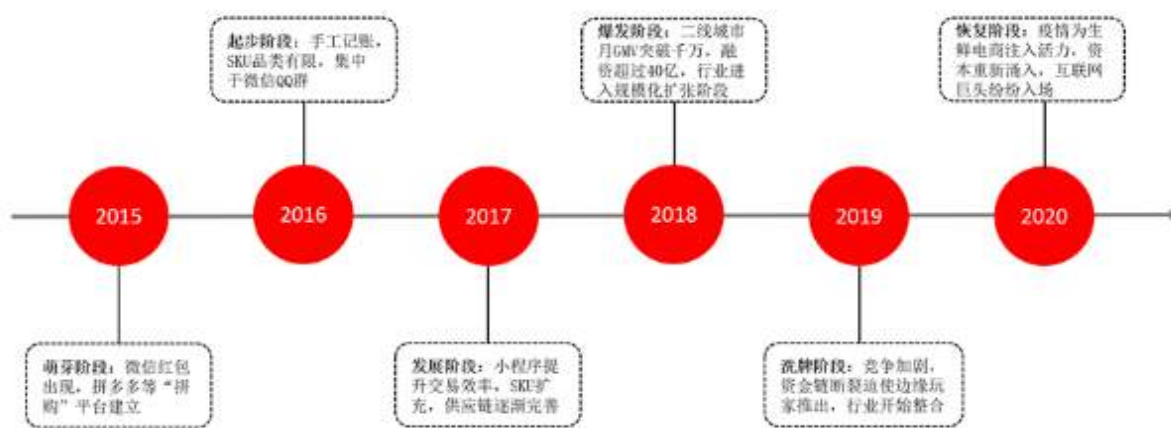 起步阶段：手工记账，
SKU品类有限，集中
于微信QQ群
爆发阶段：二线城市
月GMV突破千万，融
资超过40亿，行业进
入规模化扩张阶段
恢复阶段：疫情为生
鲜电商注入活力，资
本重新涌入，互联网
巨头纷纷入场
2015
2016
2017
2018
2019
2020
萌芽阶段：微信红包
出现，拼多多等“拼
购”平台建立
发展阶段：小程序提
升交易效率，SKU扩
充，供应链逐渐完善
洗牌阶段：竞争加剧，
资金链断裂迫使边缘玩
家推出，行业开始整合